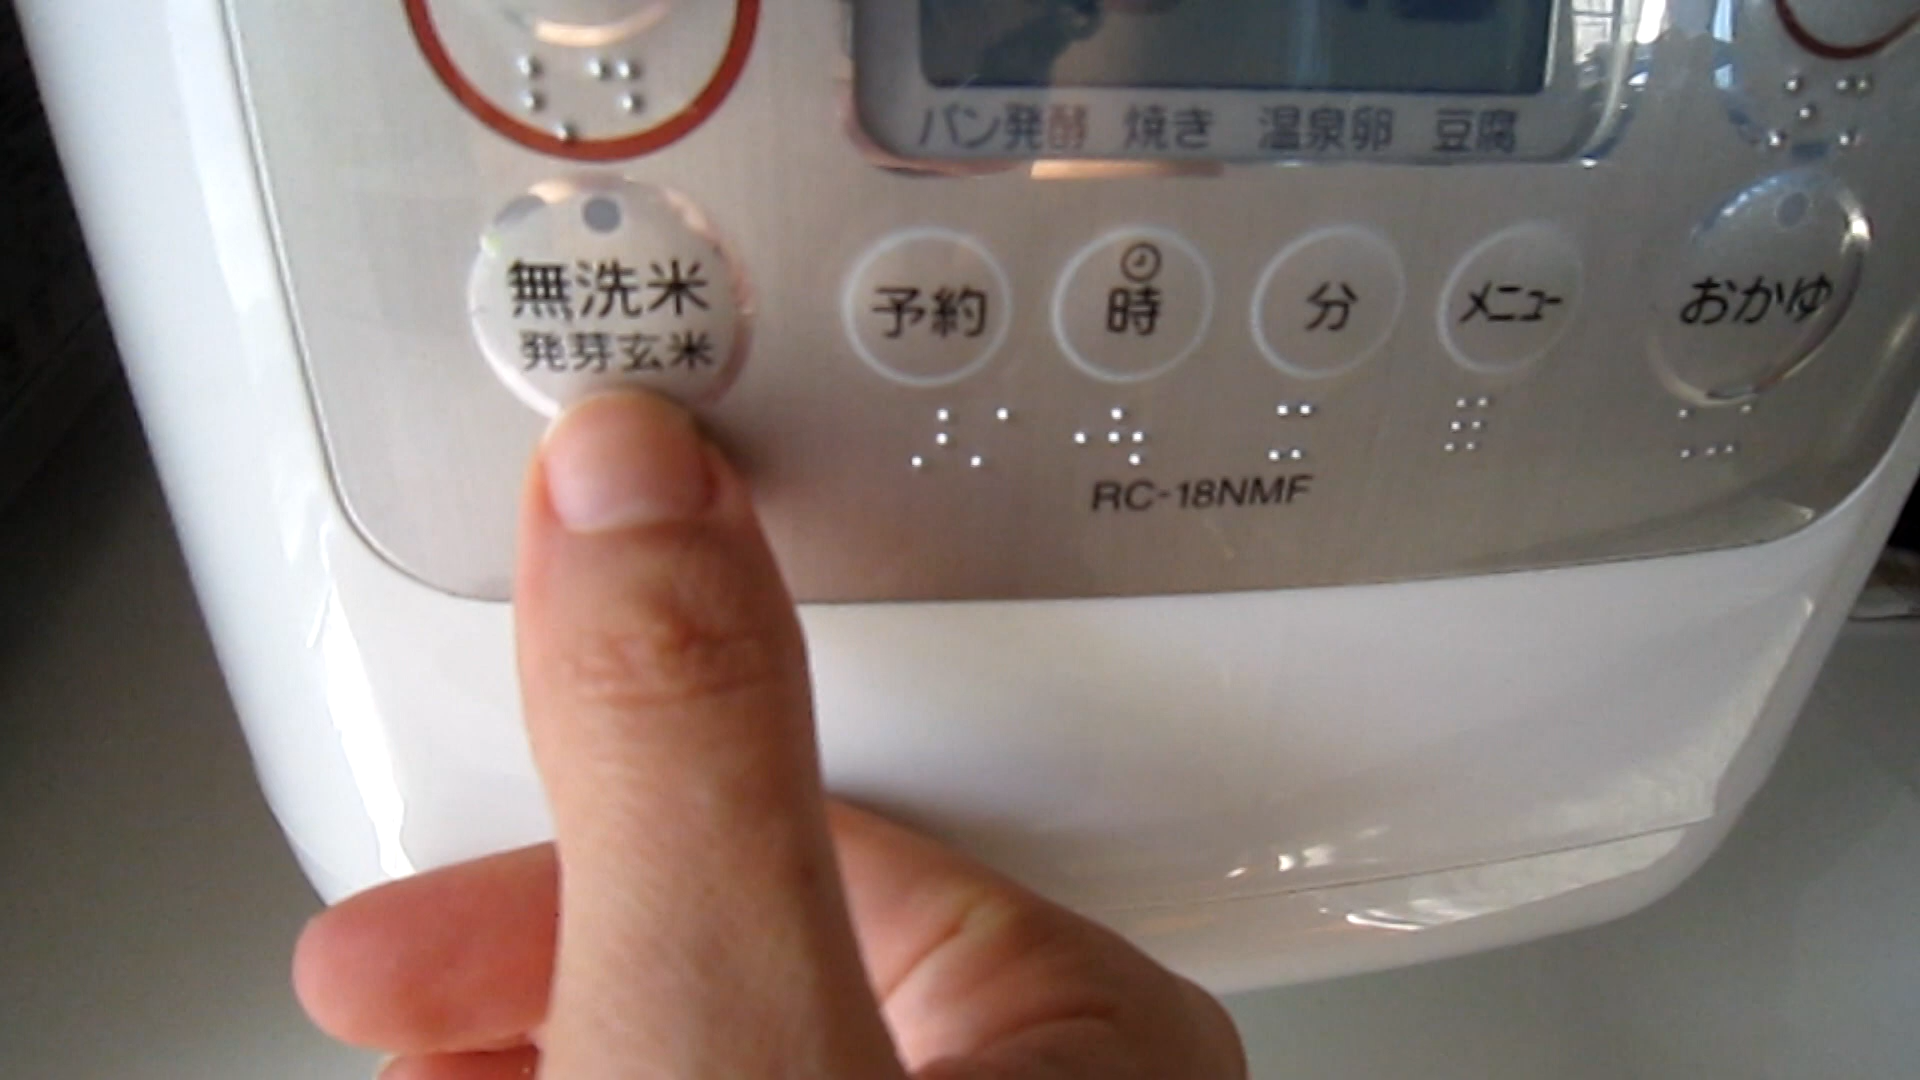 パン発酵 焼き 温泉卵 豆腐
無洗米
発芽玄米
予約
時
分
メニュー
おかゆ
RC-18NMF